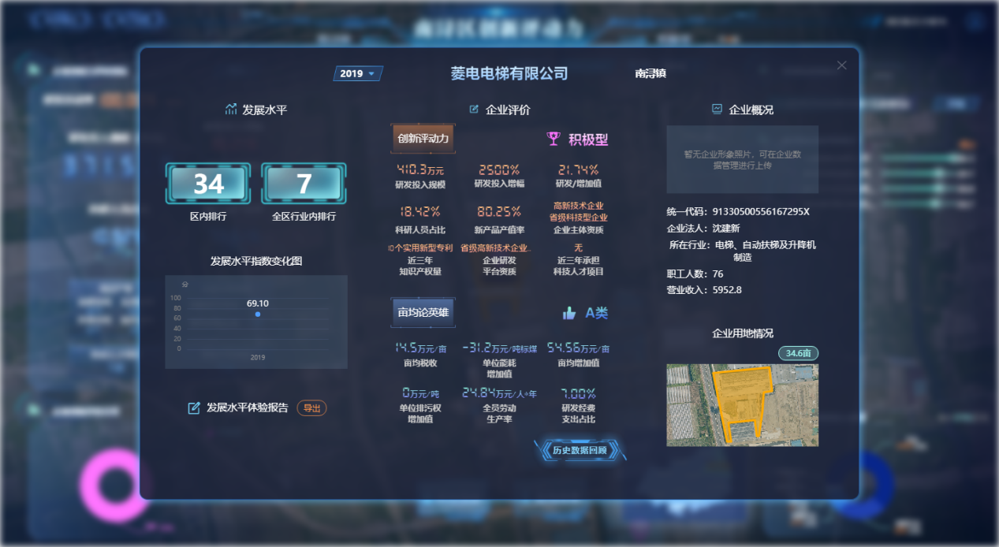 2019
菱电电梯有限公司
南浔镇
发展水平
34
7
区内排行
全区行业内排行
发展水平指数变化图
分
100
80
60
40
20
0
69.10
2019
发展水平体验报告
导出
企业评价
创新评动力
积极型
410.3万元
2500%
21.74%
研发投入规模
研发投入增幅
研发/增加值
18.42%
80.25%
高新技术企业
省级科技型企业
科研人员占比
新产品产值率
企业主体资质
10个实用新型专利
省级高新技术企业..
无
近三年
知识产权量
企业研发
平台资质
近三年承担
科技人才项目
亩均论英雄
A类
14.5万元/亩
-31.2万元/吨标煤
54.56万元/亩
亩均税收
单位能耗
增加值
亩均增加值
0万元/吨
24.84万元/人*年
7.00%
单位排污权
增加值
全员劳动
生产率
研发经费
支出占比
历史数据回顾
企业概况
暂无企业形象照片，可在企业数
据管理进行上传
统一代码：91330500556167295X
企业法人：沈建新
所在行业：电梯、自动扶梯及升降机
制造
职工人数：76
营业收入：5952.8
企业用地情况
34.6亩